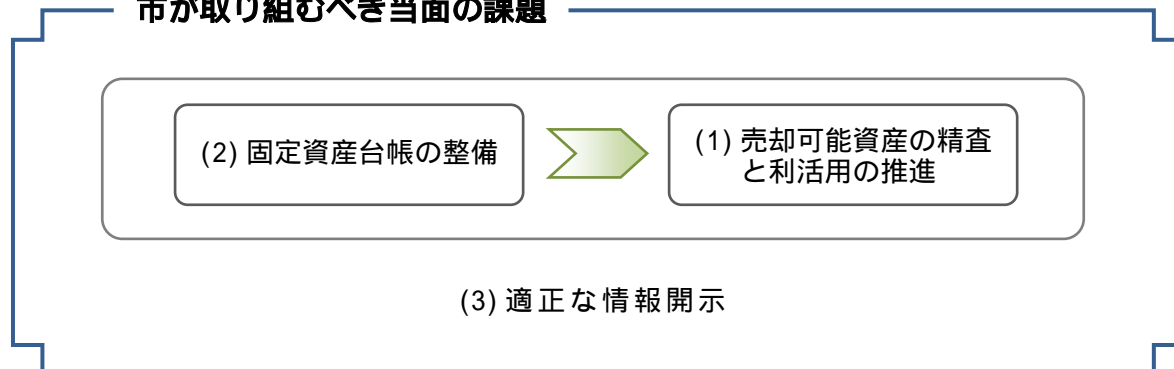 市が取り組むべき当面の課題
(2) 固定資産台帳の整備
(1) 売却可能資産の精査
と利活用の推進
(3) 適正な情報開示